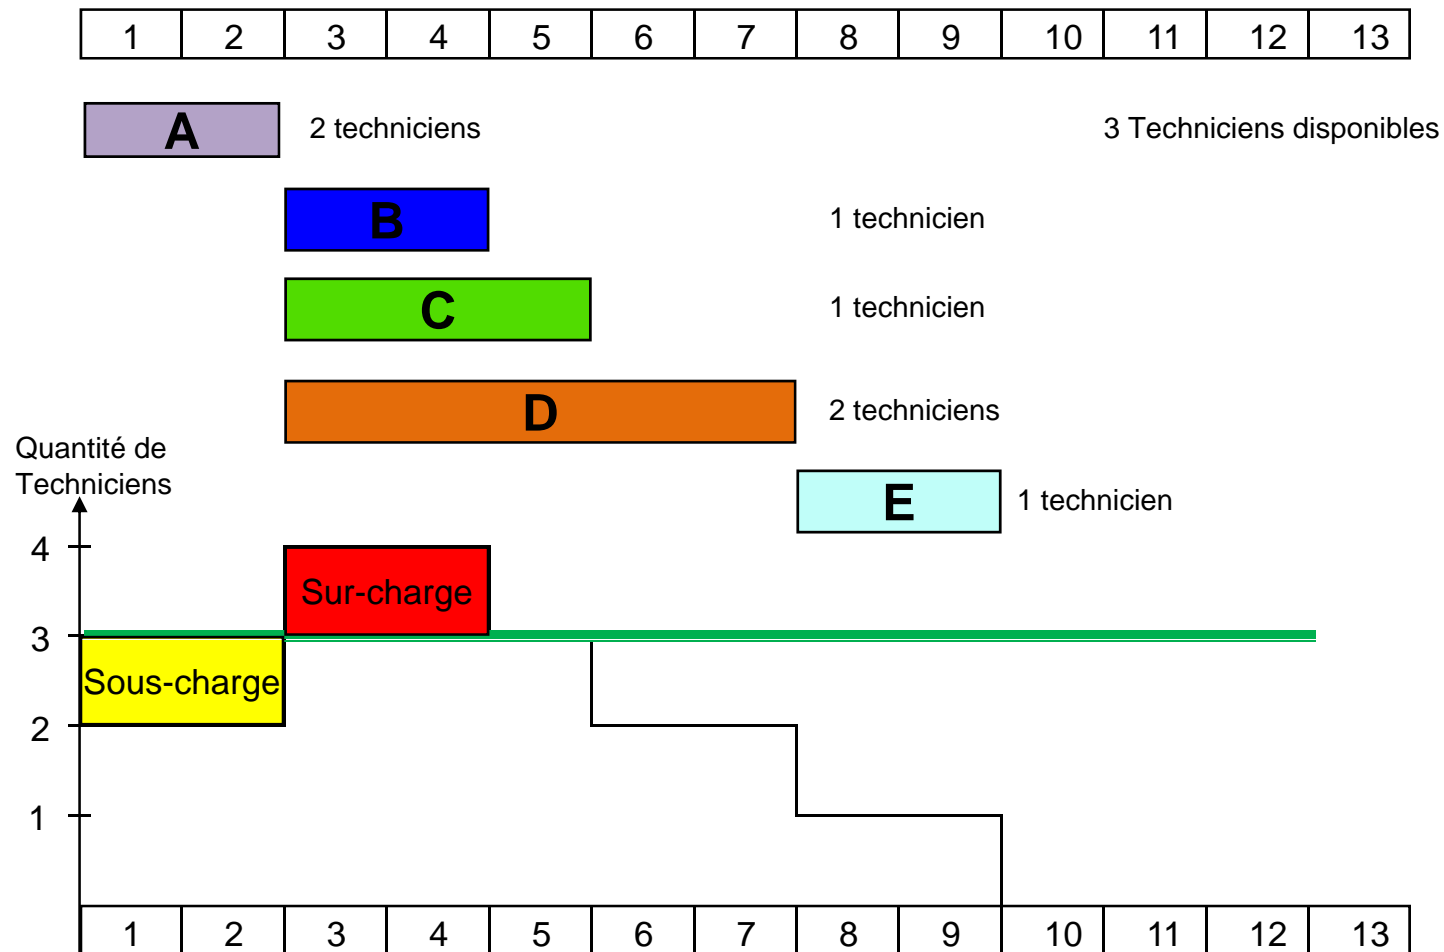 1 2 3 4 5 6 7 8 9 10 11 12 13
A 2 techniciens 3 Techniciens disponibles
B 1 technicien
C 1 technicien
D 2 techniciens
Quantité de
Techniciens
E 1 technicien
4
Sur-charge
3
Sous-charge
2
1
1 2 3 4 5 6 7 8 9 10 11 12 13